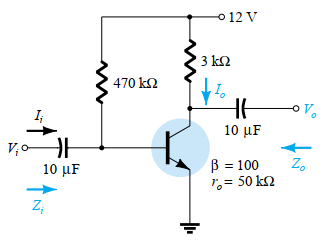 12 V
3 kΩ
470 kΩ
I_o
I_i
V_o
10 μF
V_i
10 μF
β = 100
r_o = 50 kΩ
Z_o
Z_i